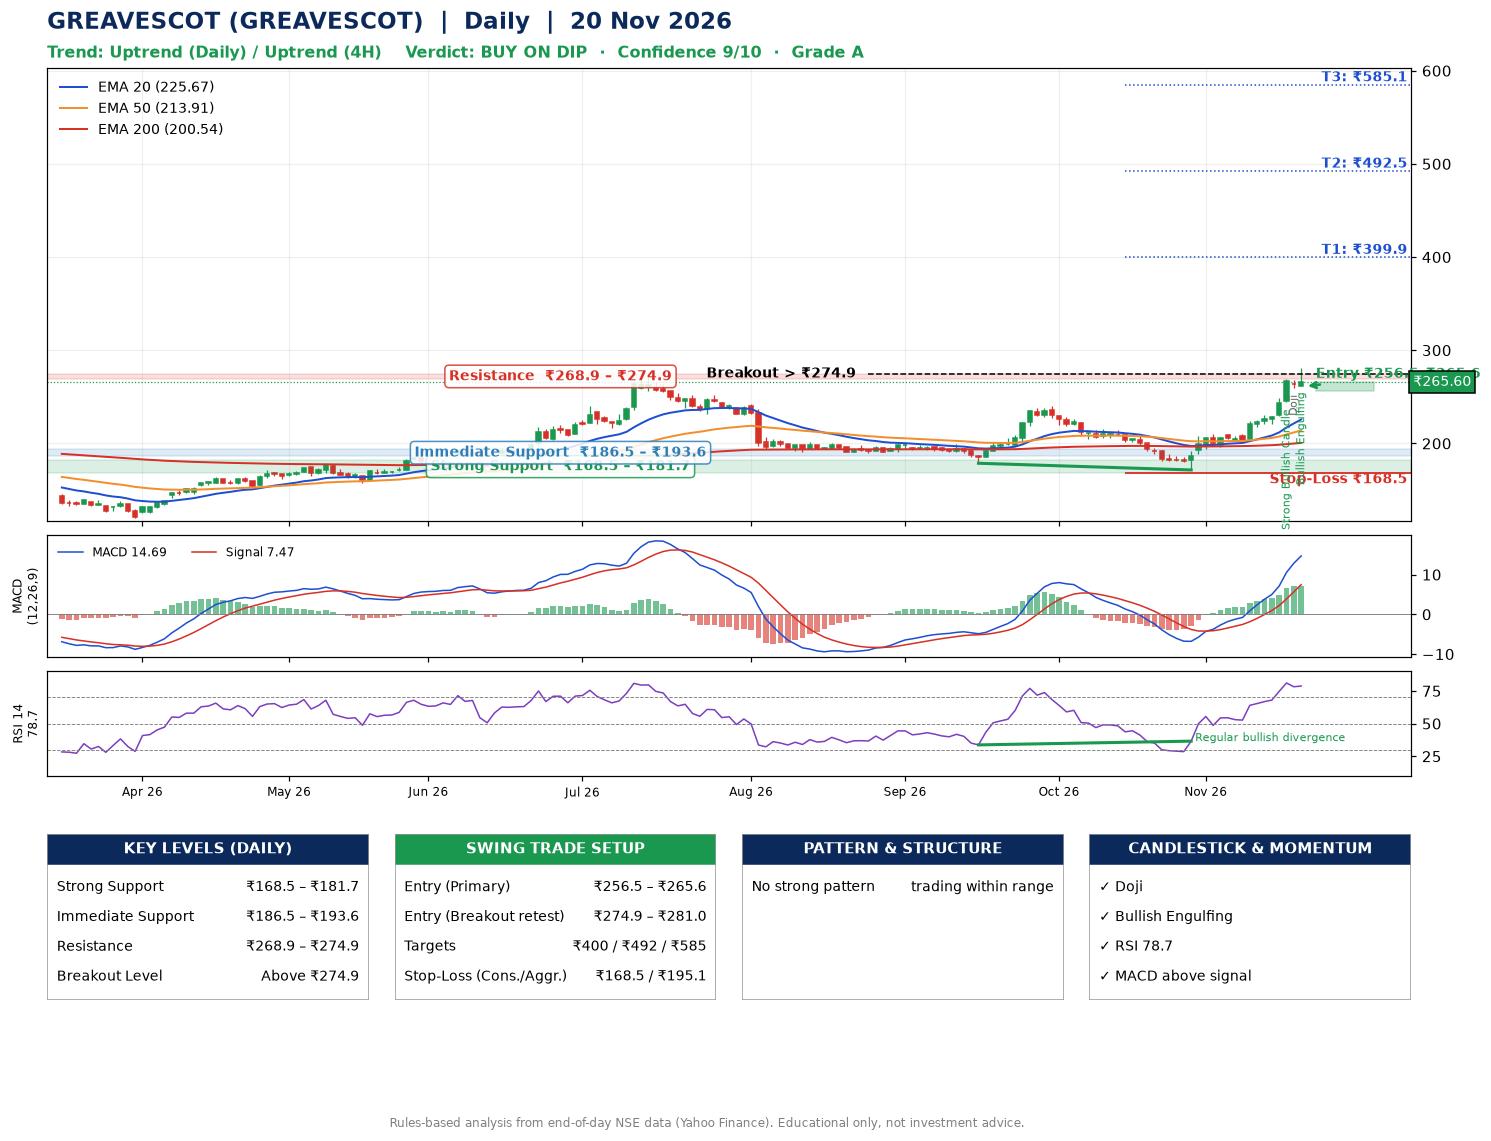 GREAVESCOT (GREAVESCOT)  |  Daily  |  20 Nov 2026
Trend: Uptrend (Daily) / Uptrend (4H)    Verdict: BUY ON DIP  ·  Confidence 9/10  ·  Grade A
EMA 20 (225.67)
EMA 50 (213.91)
EMA 200 (200.54)
T3: ₹585.1
T2: ₹492.5
T1: ₹399.9
600
500
400
300
200
Resistance  ₹268.9 – ₹274.9
Breakout > ₹274.9
Entry ₹256.5
₹265.60
Immediate Support  ₹186.5 – ₹193.6
Strong Support  ₹168.5 – ₹181.7
Stop-Loss ₹168.5
Doji
Bullish Engulfing
Strong Bullish Candle
MACD (12,26,9)
MACD 14.69
Signal 7.47
10
0
−10
RSI 14
78.7
75
50
25
Regular bullish divergence
Apr 26
May 26
Jun 26
Jul 26
Aug 26
Sep 26
Oct 26
Nov 26
KEY LEVELS (DAILY)
Strong Support ₹168.5 – ₹181.7
Immediate Support ₹186.5 – ₹193.6
Resistance ₹268.9 – ₹274.9
Breakout Level Above ₹274.9
SWING TRADE SETUP
Entry (Primary) ₹256.5 – ₹265.6
Entry (Breakout retest) ₹274.9 – ₹281.0
Targets ₹400 / ₹492 / ₹585
Stop-Loss (Cons./Aggr.) ₹168.5 / ₹195.1
PATTERN & STRUCTURE
No strong pattern trading within range
CANDLESTICK & MOMENTUM
✓ Doji
✓ Bullish Engulfing
✓ RSI 78.7
✓ MACD above signal
Rules-based analysis from end-of-day NSE data (Yahoo Finance). Educational only, not investment advice.